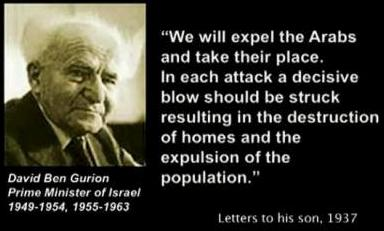 “We will expel the Arabs
and take their place.
In each attack a decisive
blow should be struck
resulting in the destruction
of homes and the
expulsion of the
population.”
David Ben Gurion
Prime Minister of Israel
1949-1954, 1955-1963
Letters to his son, 1937